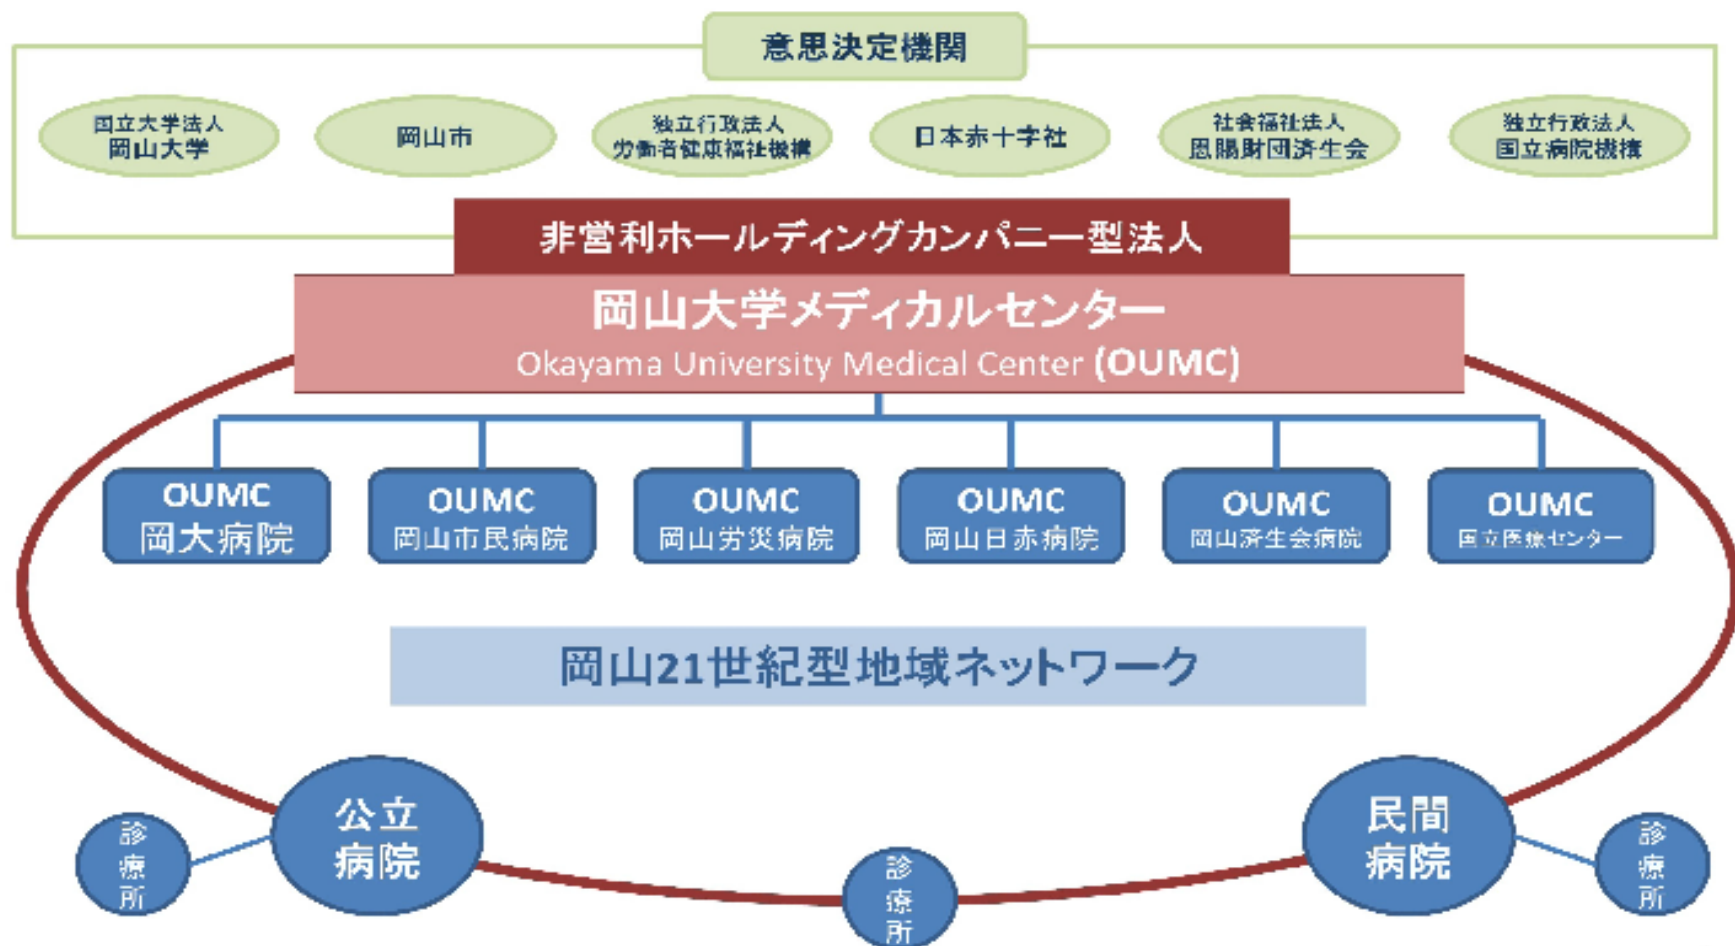 意思決定機関
国立大学法人
岡山大学
岡山市
独立行政法人
労働者健康福祉機構
日本赤十字社
社会福祉法人
恩賜財団済生会
独立行政法人
国立病院機構
非営利ホールディングカンパニー型法人
岡山大学メディカルセンター
Okayama University Medical Center (OUMC)
OUMC
岡大病院
OUMC
岡山市民病院
OUMC
岡山労災病院
OUMC
岡山日赤病院
OUMC
岡山済生会病院
OUMC
国立医療センター
岡山21世紀型地域ネットワーク
公立
病院
民間
病院
診
療
所
診
療
所
診
療
所